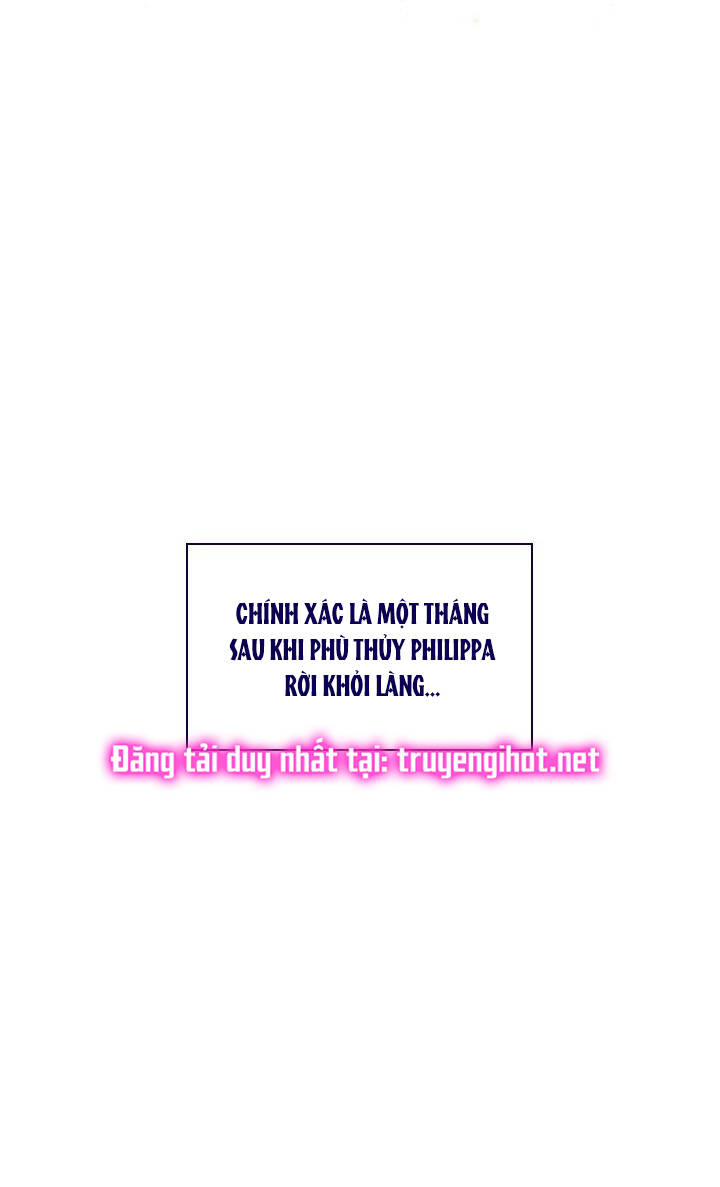 CHÍNH XÁC LÀ MỘT THÁNG
SAU KHI PHÙ THỦY PHILIPPA
RỜI KHỎI LÀNG...
Đăng tải duy nhất tại: truyengihot.net